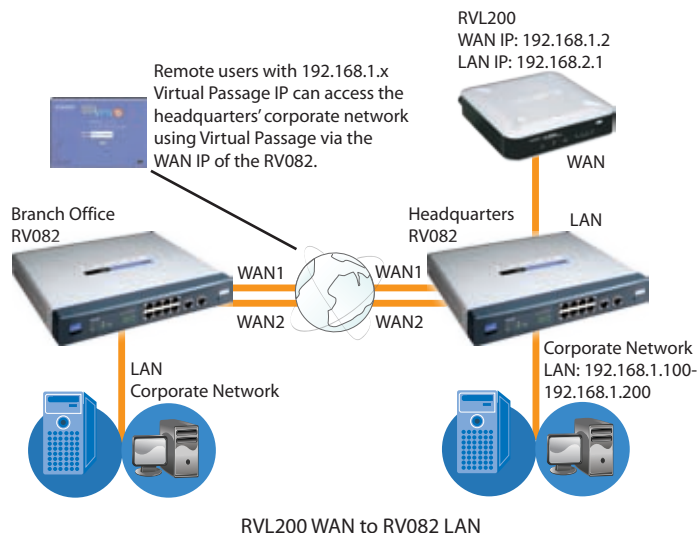 RVL200
WAN IP: 192.168.1.2
LAN IP: 192.168.2.1
Remote users with 192.168.1.x
Virtual Passage IP can access the
headquarters’ corporate network
using Virtual Passage via the
WAN IP of the RV082.
WAN
Branch Office
RV082
Headquarters
RV082
LAN
WAN1
WAN1
WAN2
WAN2
LAN
Corporate Network
Corporate Network
LAN: 192.168.1.100-
192.168.1.200
RVL200 WAN to RV082 LAN